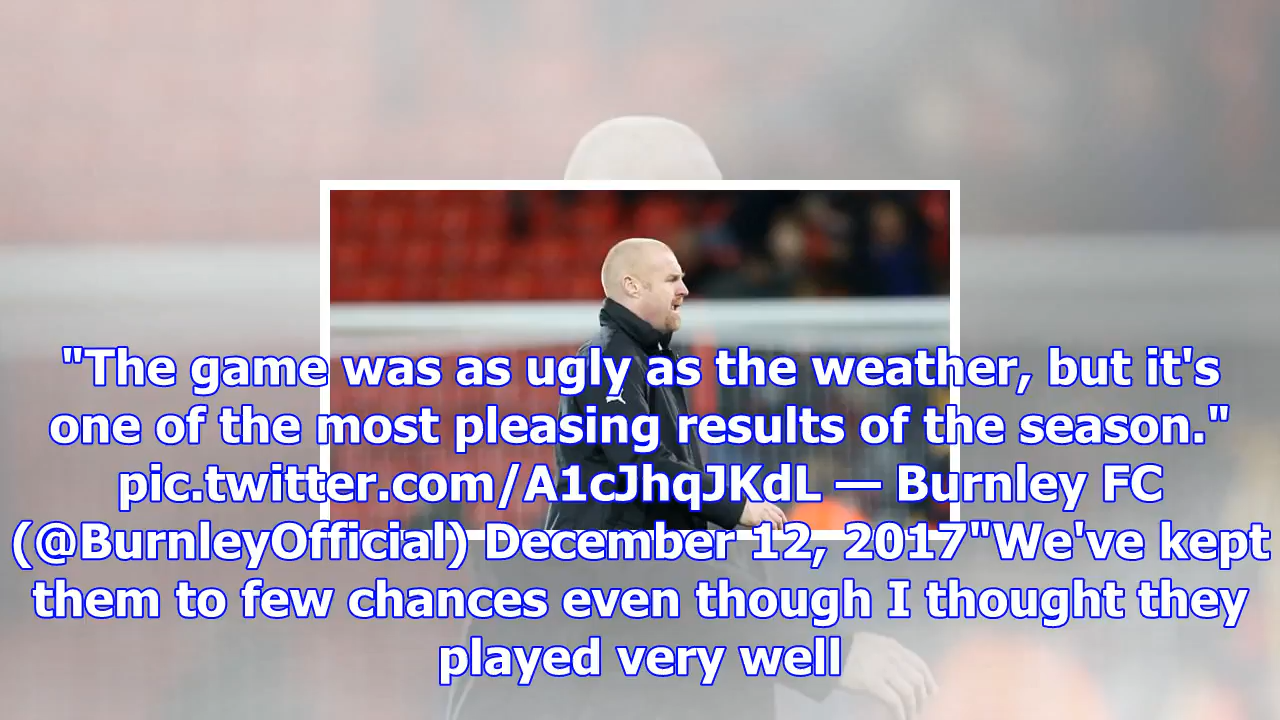 "The game was as ugly as the weather, but it's
one of the most pleasing results of the season."
pic.twitter.com/A1cJhqJKdL — Burnley FC
(@BurnleyOfficial) December 12, 2017"We've kept
them to few chances even though I thought they
played very well